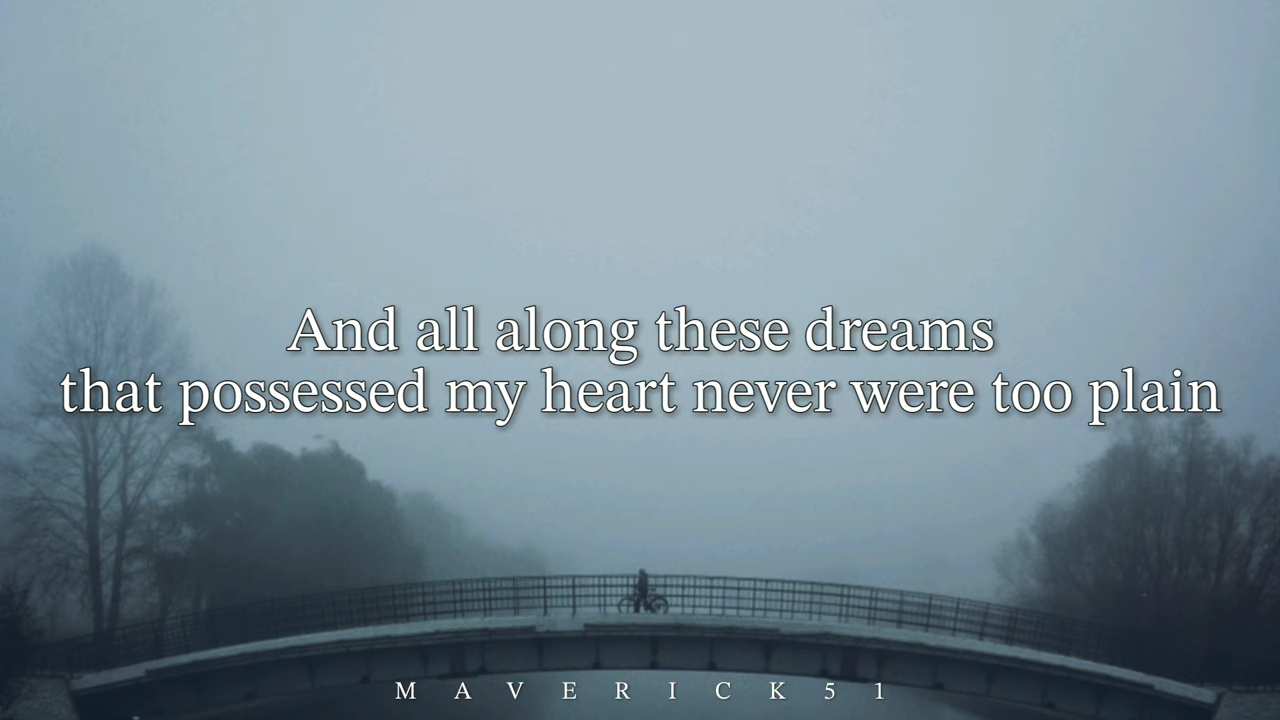 And all along these dreams
that possessed my heart never were too plain
MAVERICK51